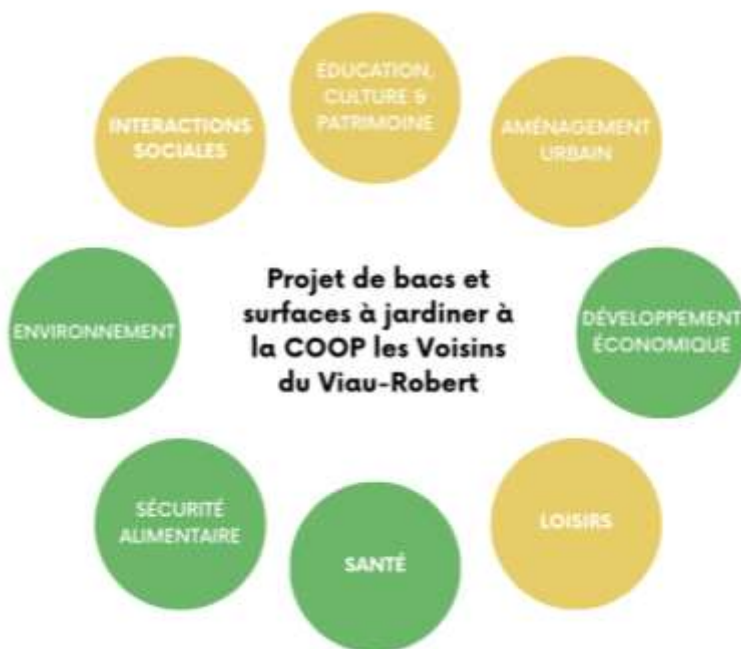 ÉDUCATION,
CULTURE &
PATRIMOINE
INTERACTIONS
SOCIALES
AMÉNAGEMENT
URBAIN
Projet de bacs et
surfaces à jardiner à
la COOP les Voisins
du Viau-Robert
ENVIRONNEMENT
DÉVELOPPEMENT
ÉCONOMIQUE
SÉCURITÉ
ALIMENTAIRE
LOISIRS
SANTÉ